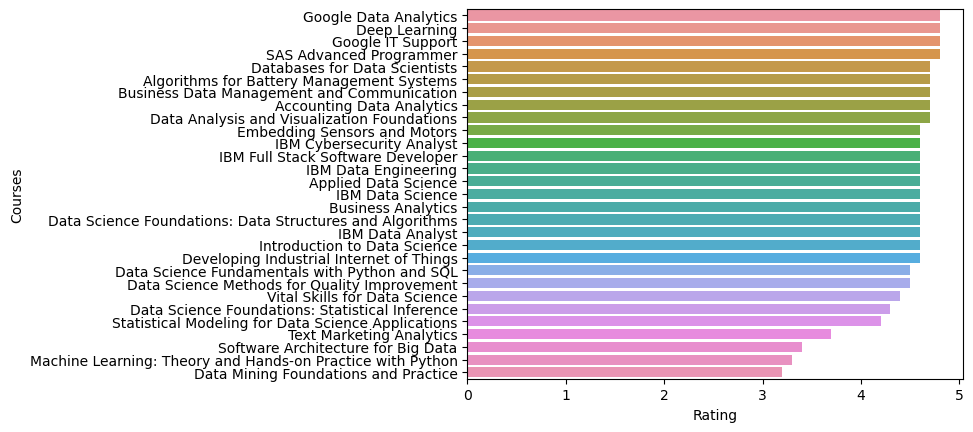 Google Data Analytics
Deep Learning
Google IT Support
SAS Advanced Programmer
Databases for Data Scientists
Algorithms for Battery Management Systems
Business Data Management and Communication
Accounting Data Analytics
Data Analysis and Visualization Foundations
Embedding Sensors and Motors
IBM Cybersecurity Analyst
IBM Full Stack Software Developer
IBM Data Engineering
Applied Data Science
IBM Data Science
Business Analytics
Data Science Foundations: Data Structures and Algorithms
IBM Data Analyst
Introduction to Data Science
Developing Industrial Internet of Things
Data Science Fundamentals with Python and SQL
Data Science Methods for Quality Improvement
Vital Skills for Data Science
Data Science Foundations: Statistical Inference
Statistical Modeling for Data Science Applications
Text Marketing Analytics
Software Architecture for Big Data
Machine Learning: Theory and Hands-on Practice with Python
Data Mining Foundations and Practice
Courses
0 1 2 3 4 5
Rating